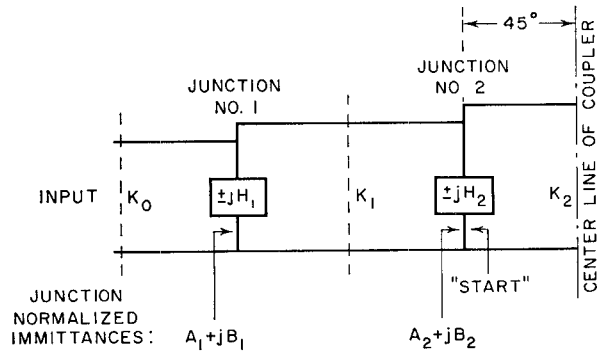 45°
JUNCTION
NO. 1
JUNCTION
NO. 2
CENTER LINE OF COUPLER
INPUT
K0
±jH1
K1
±jH2
K2
"START"
JUNCTION
NORMALIZED
IMMITTANCES:
A1+jB1
A2+jB2